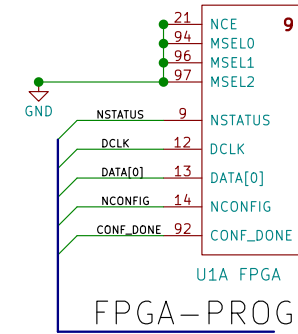 21 NCE 9
94 MSEL0
96 MSEL1
97 MSEL2
GND
NSTATUS 9 NSTATUS
DCLK 12 DCLK
DATA[0] 13 DATA[0]
NCONFIG 14 NCONFIG
CONF_DONE 92 CONF_DONE
U1A FPGA
FPGA-PROG